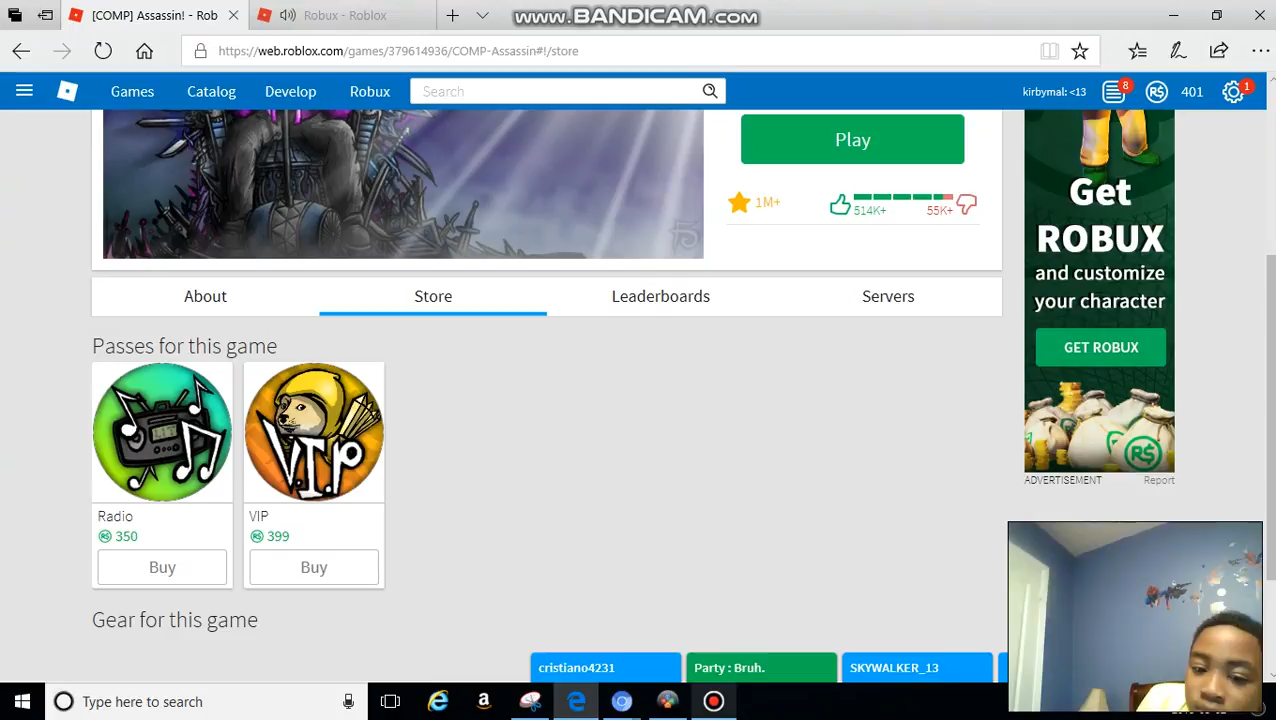 [COMP] Assassin! - Rob
Robux - Roblox
www.BANDICAM.com
https://web.roblox.com/games/379614936/COMP-Assassin#!/store
Games
Catalog
Develop
Robux
Search
kirbymal: <13
8
401
1
Play
1M+
514K+
55K+
Get
ROBUX
and customize
your character
GET ROBUX
ADVERTISEMENT
Report
About
Store
Leaderboards
Servers
Passes for this game
V.I.P
Radio
VIP
R$ 350
R$ 399
Buy
Buy
Gear for this game
cristiano4231
Party : Bruh.
SKYWALKER_13
Type here to search